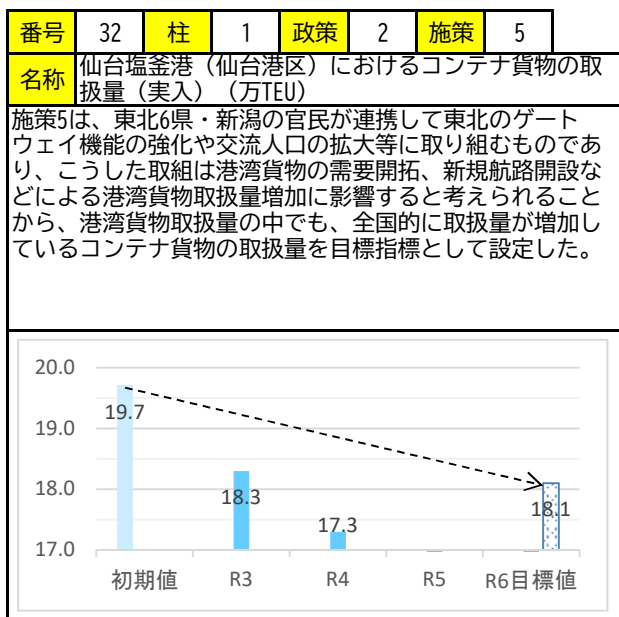 番号 32 柱 1 政策 2 施策 5
名称 仙台塩釜港（仙台港区）におけるコンテナ貨物の取
扱量（実入）（万TEU）
施策5は、東北6県・新潟の官民が連携して東北のゲート
ウェイ機能の強化や交流人口の拡大等に取り組むものであ
り、こうした取組は港湾貨物の需要開拓、新規航路開設な
どによる港湾貨物取扱量増加に影響すると考えられること
から、港湾貨物取扱量の中でも、全国的に取扱量が増加し
ているコンテナ貨物の取扱量を目標指標として設定した。
20.0
19.7
19.0
18.3
18.0
18.1
17.3
17.0
初期値 R3 R4 R5 R6目標値